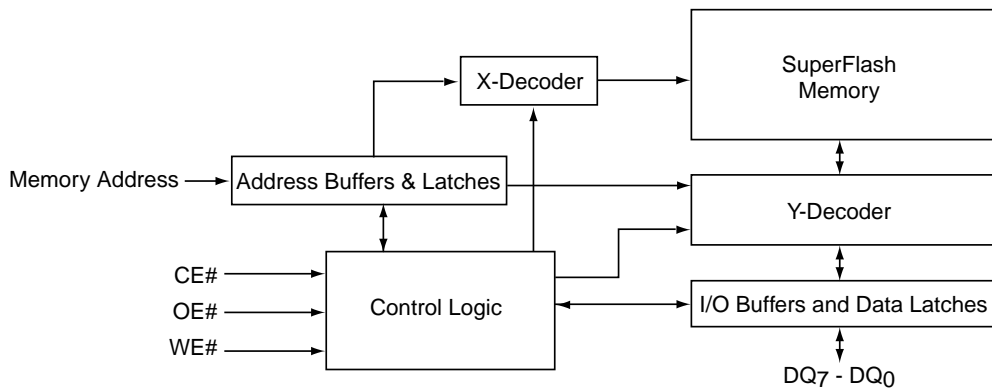 SuperFlash
Memory
X-Decoder
Memory Address
Address Buffers & Latches
Y-Decoder
CE#
OE#
WE#
Control Logic
I/O Buffers and Data Latches
DQ7 - DQ0